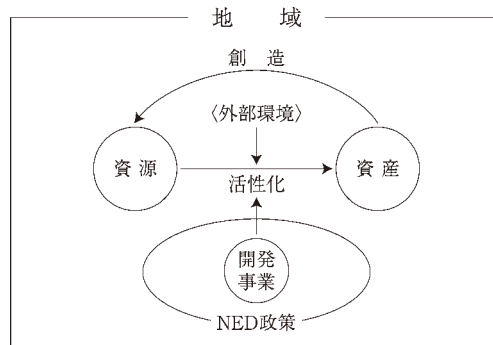 地 域
創 造
〈外部環境〉
資 源
資 産
活性化
開発
事業
NED政策